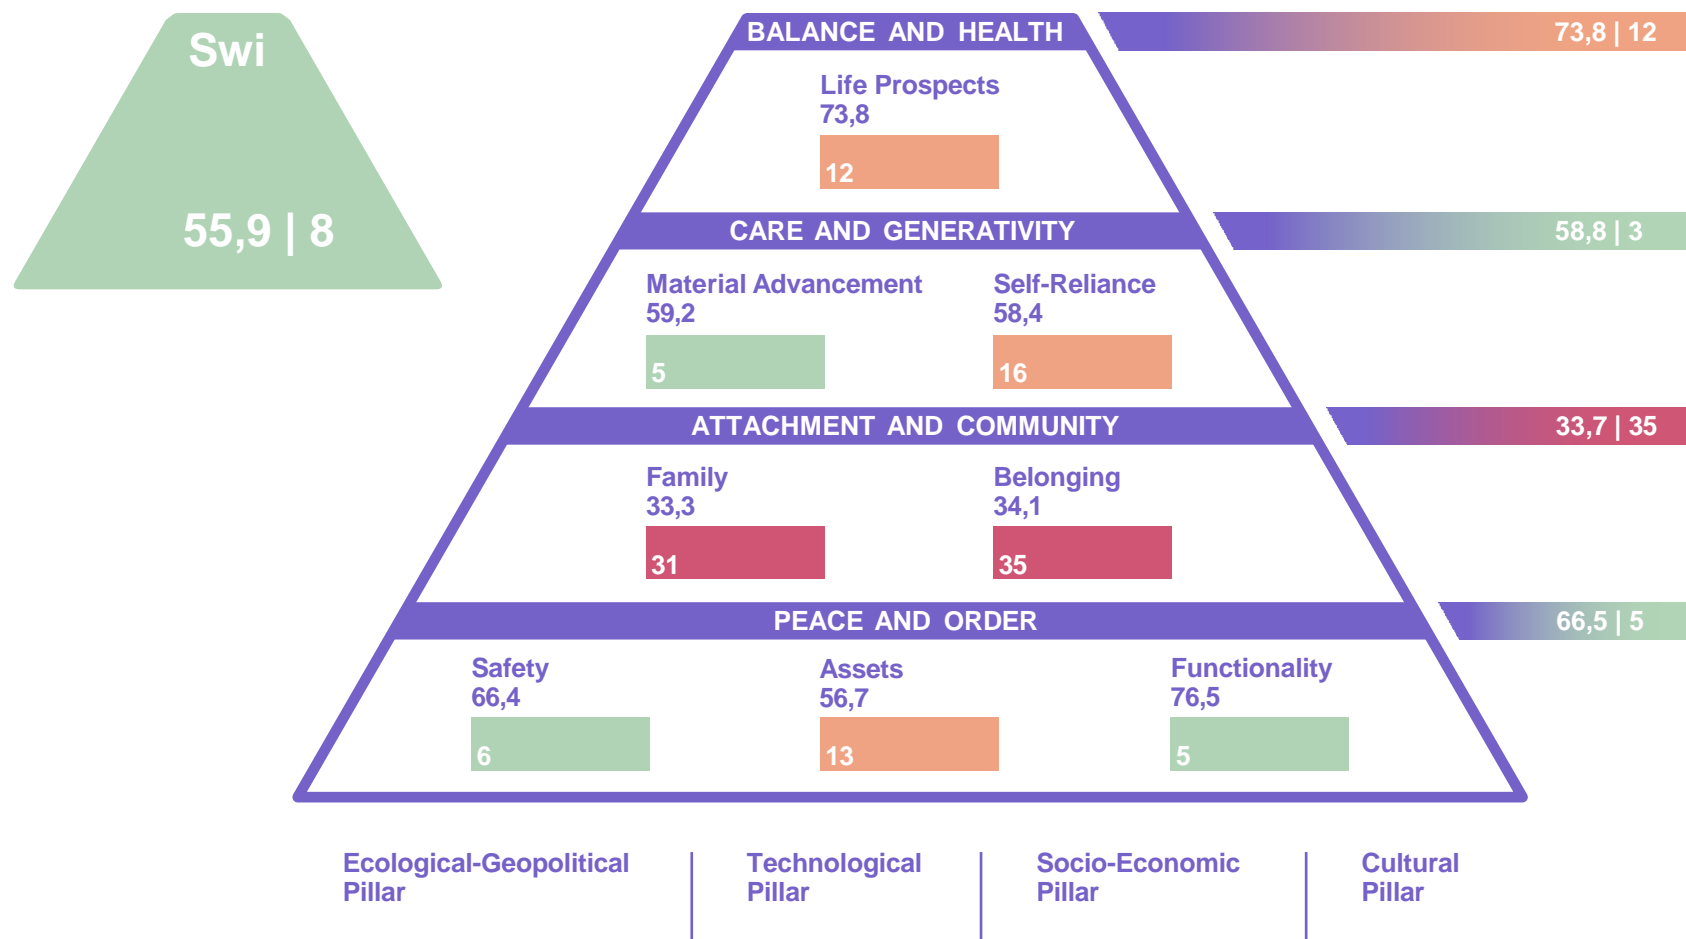 Swi
55,9 | 8
BALANCE AND HEALTH
73,8 | 12
Life Prospects
73,8
12
CARE AND GENERATIVITY
58,8 | 3
Material Advancement
59,2
5
Self-Reliance
58,4
16
ATTACHMENT AND COMMUNITY
33,7 | 35
Family
33,3
31
Belonging
34,1
35
PEACE AND ORDER
66,5 | 5
Safety
66,4
6
Assets
56,7
13
Functionality
76,5
5
Ecological-Geopolitical
Pillar
Technological
Pillar
Socio-Economic
Pillar
Cultural
Pillar